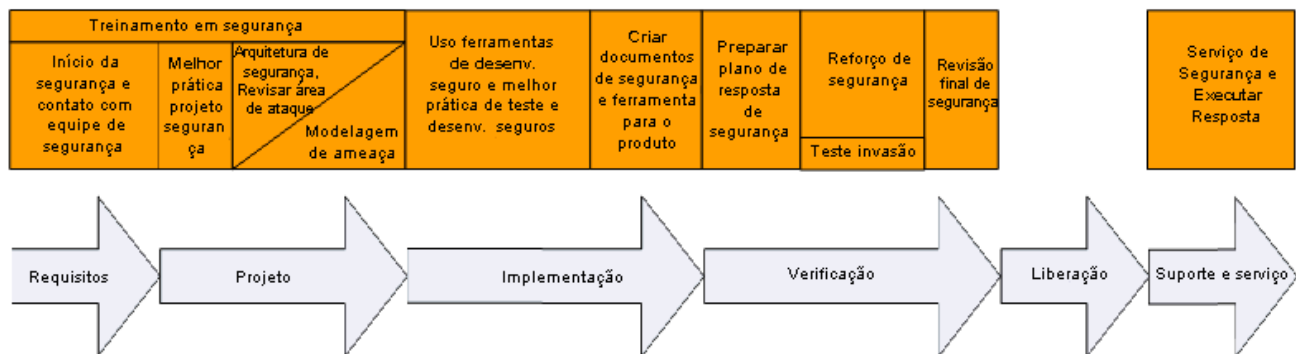 Treinamento em segurança
Início da
segurança e
contato com
equipe de
segurança
Melhor
prática
projeto
seguran
ça
Arquitetura de
segurança,
Revisar área
de ataque
Modelagem
de ameaça
Uso ferramentas
de desenv.
seguro e melhor
prática de teste e
desenv. seguros
Criar
documentos
de segurança
e ferramenta
para o
produto
Preparar
plano de
resposta
de
segurança
Reforço de
segurança
Teste invasão
Revisão
final de
segurança
Serviço de
Segurança e
Executar
Resposta
Requisitos
Projeto
Implementação
Verificação
Liberação
Suporte e serviço